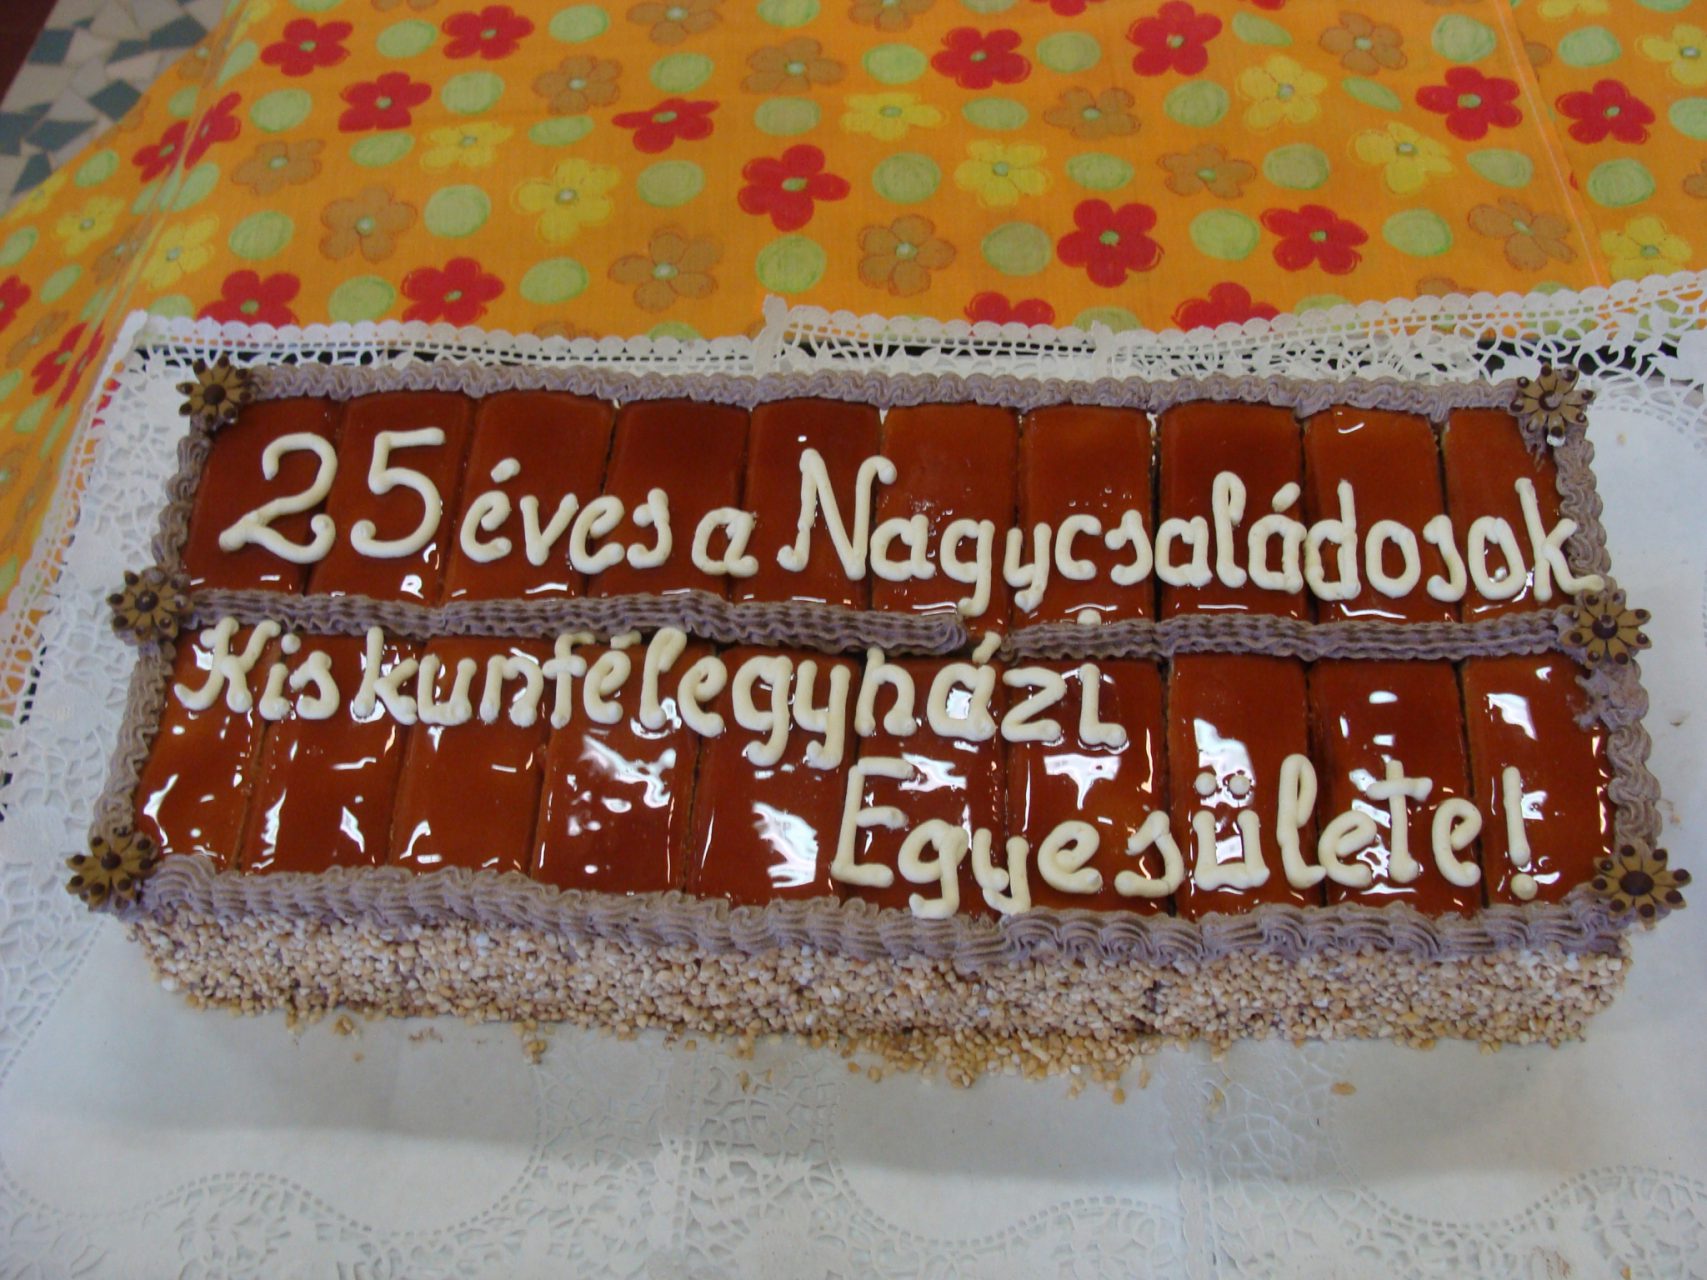 25 éves a Nagycsaládosok
Kiskunfélegyházi
Egyesülete!